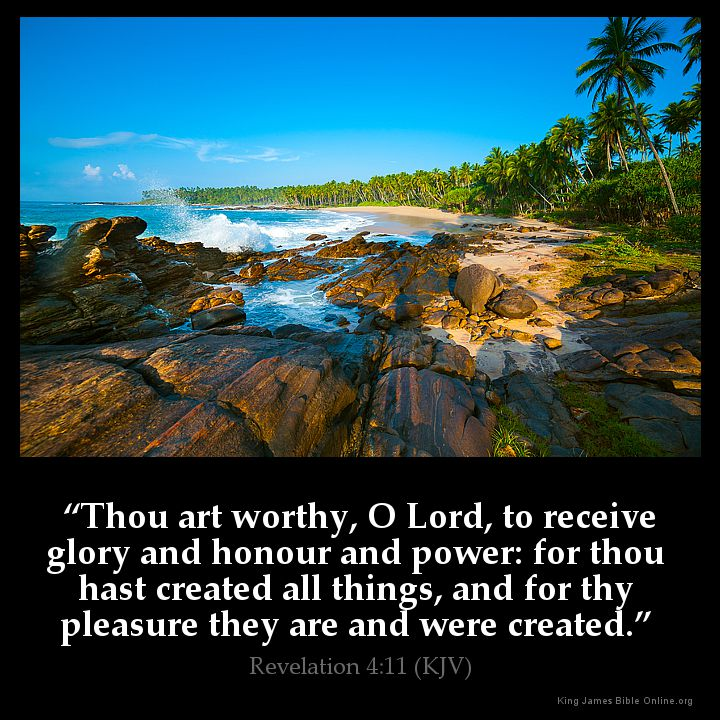 “Thou art worthy, O Lord, to receive
glory and honour and power: for thou
hast created all things, and for thy
pleasure they are and were created.”
Revelation 4:11 (KJV)
King James Bible Online.org